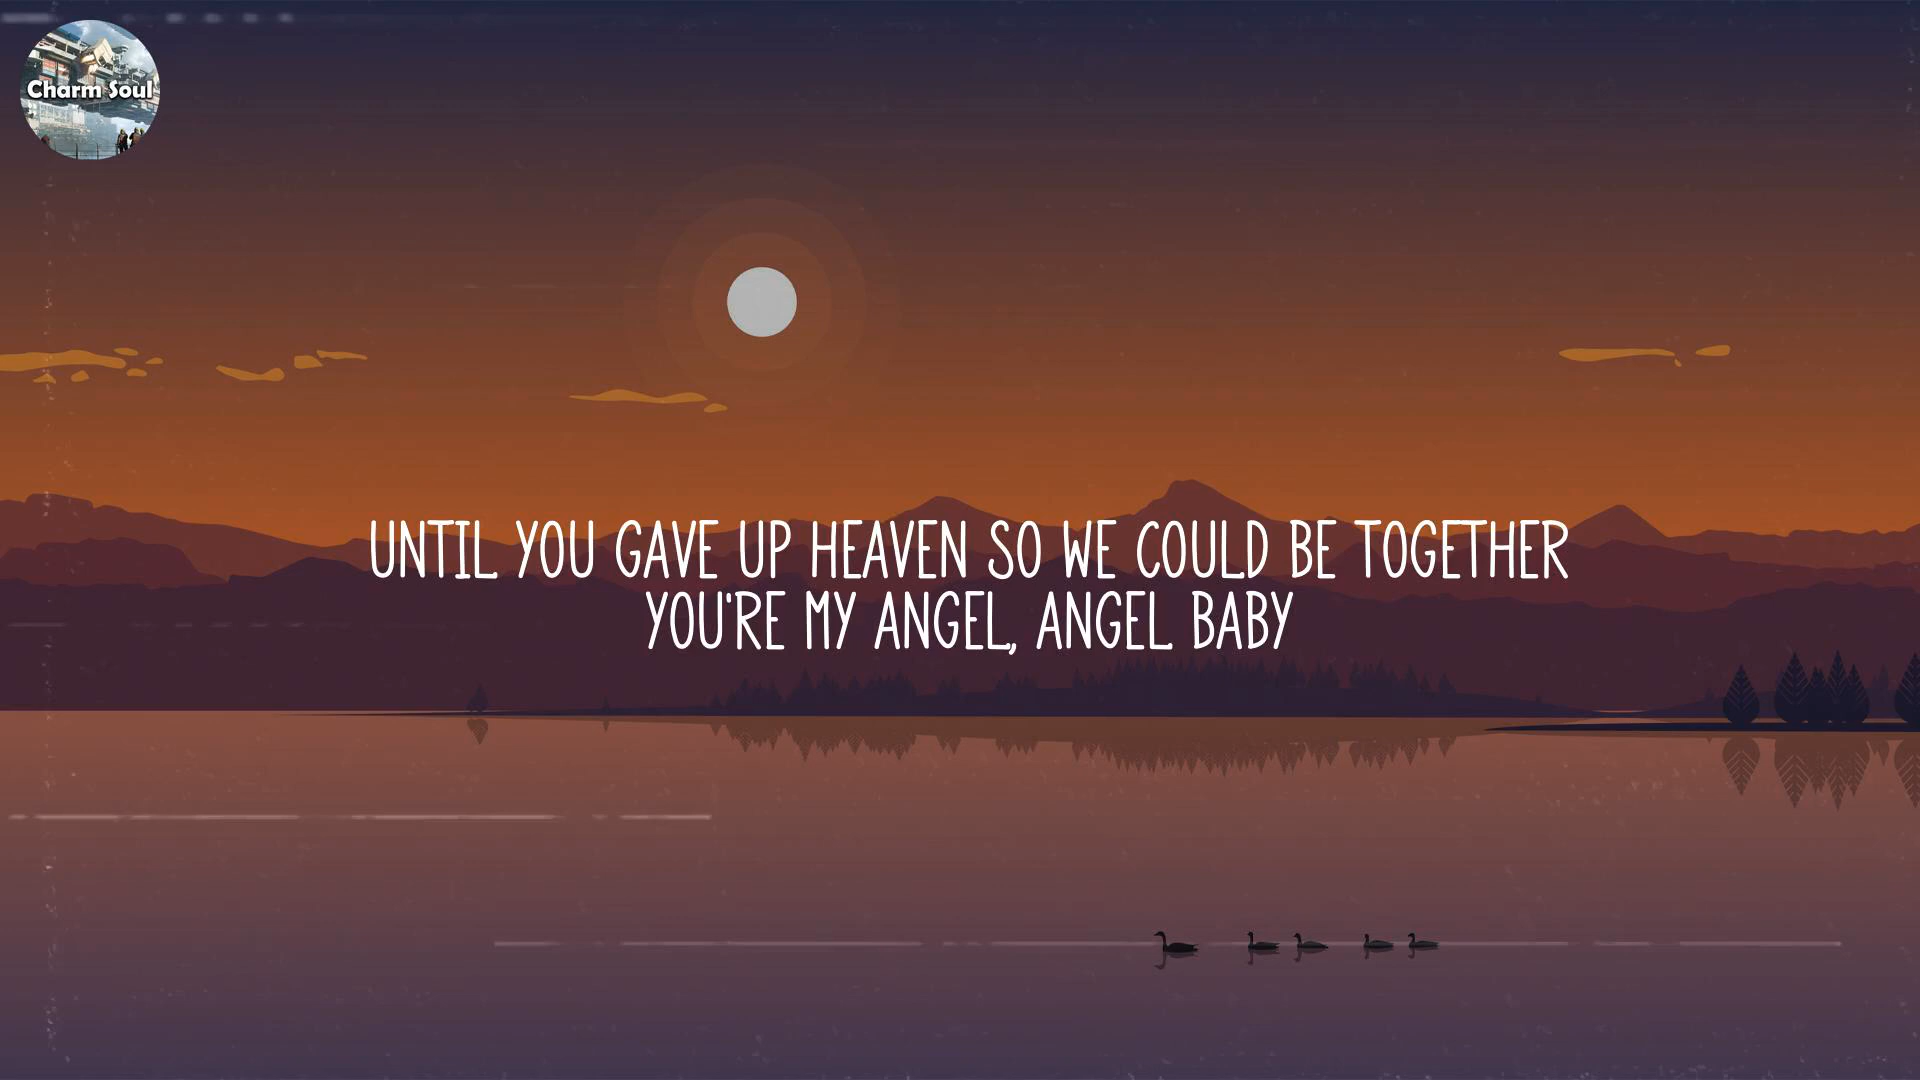 Charm Soul
UNTIL YOU GAVE UP HEAVEN SO WE COULD BE TOGETHER
YOU'RE MY ANGEL, ANGEL BABY